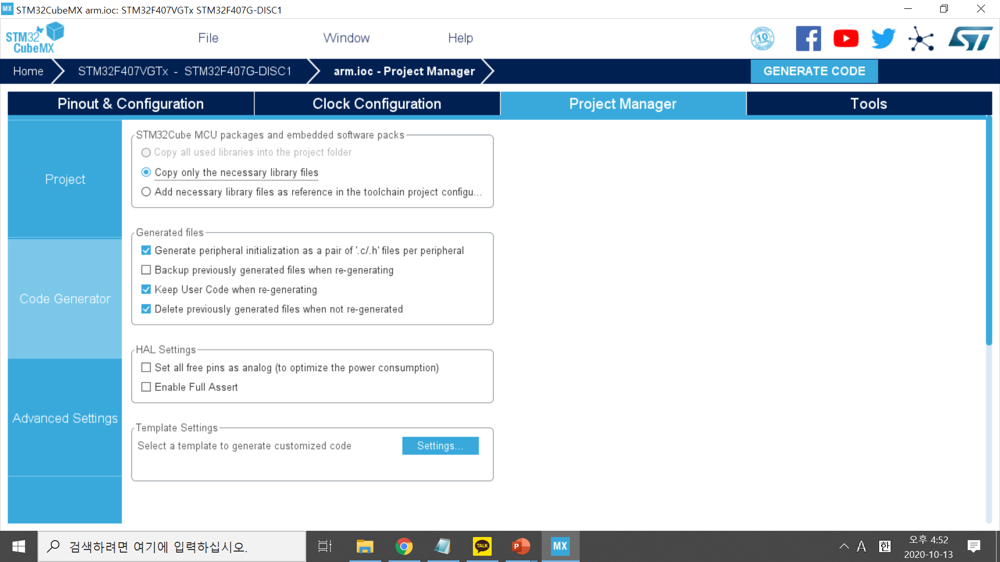 MX STM32CubeMX arm.ioc: STM32F407VGTx STM32F407G-DISC1
STM32
CubeMX
File
Window
Help
10
ST
Home
STM32F407VGTx - STM32F407G-DISC1
arm.ioc - Project Manager
GENERATE CODE
Pinout & Configuration
Clock Configuration
Project Manager
Tools
Project
Code Generator
Advanced Settings
STM32Cube MCU packages and embedded software packs
Copy all used libraries into the project folder
Copy only the necessary library files
Add necessary library files as reference in the toolchain project configu...
Generated files
Generate peripheral initialization as a pair of '.c/.h' files per peripheral
Backup previously generated files when re-generating
Keep User Code when re-generating
Delete previously generated files when not re-generated
HAL Settings
Set all free pins as analog (to optimize the power consumption)
Enable Full Assert
Template Settings
Select a template to generate customized code
Settings...
검색하려면 여기에 입력하십시오.
TALK
P
MX
A
한
오후 4:52
2020-10-13